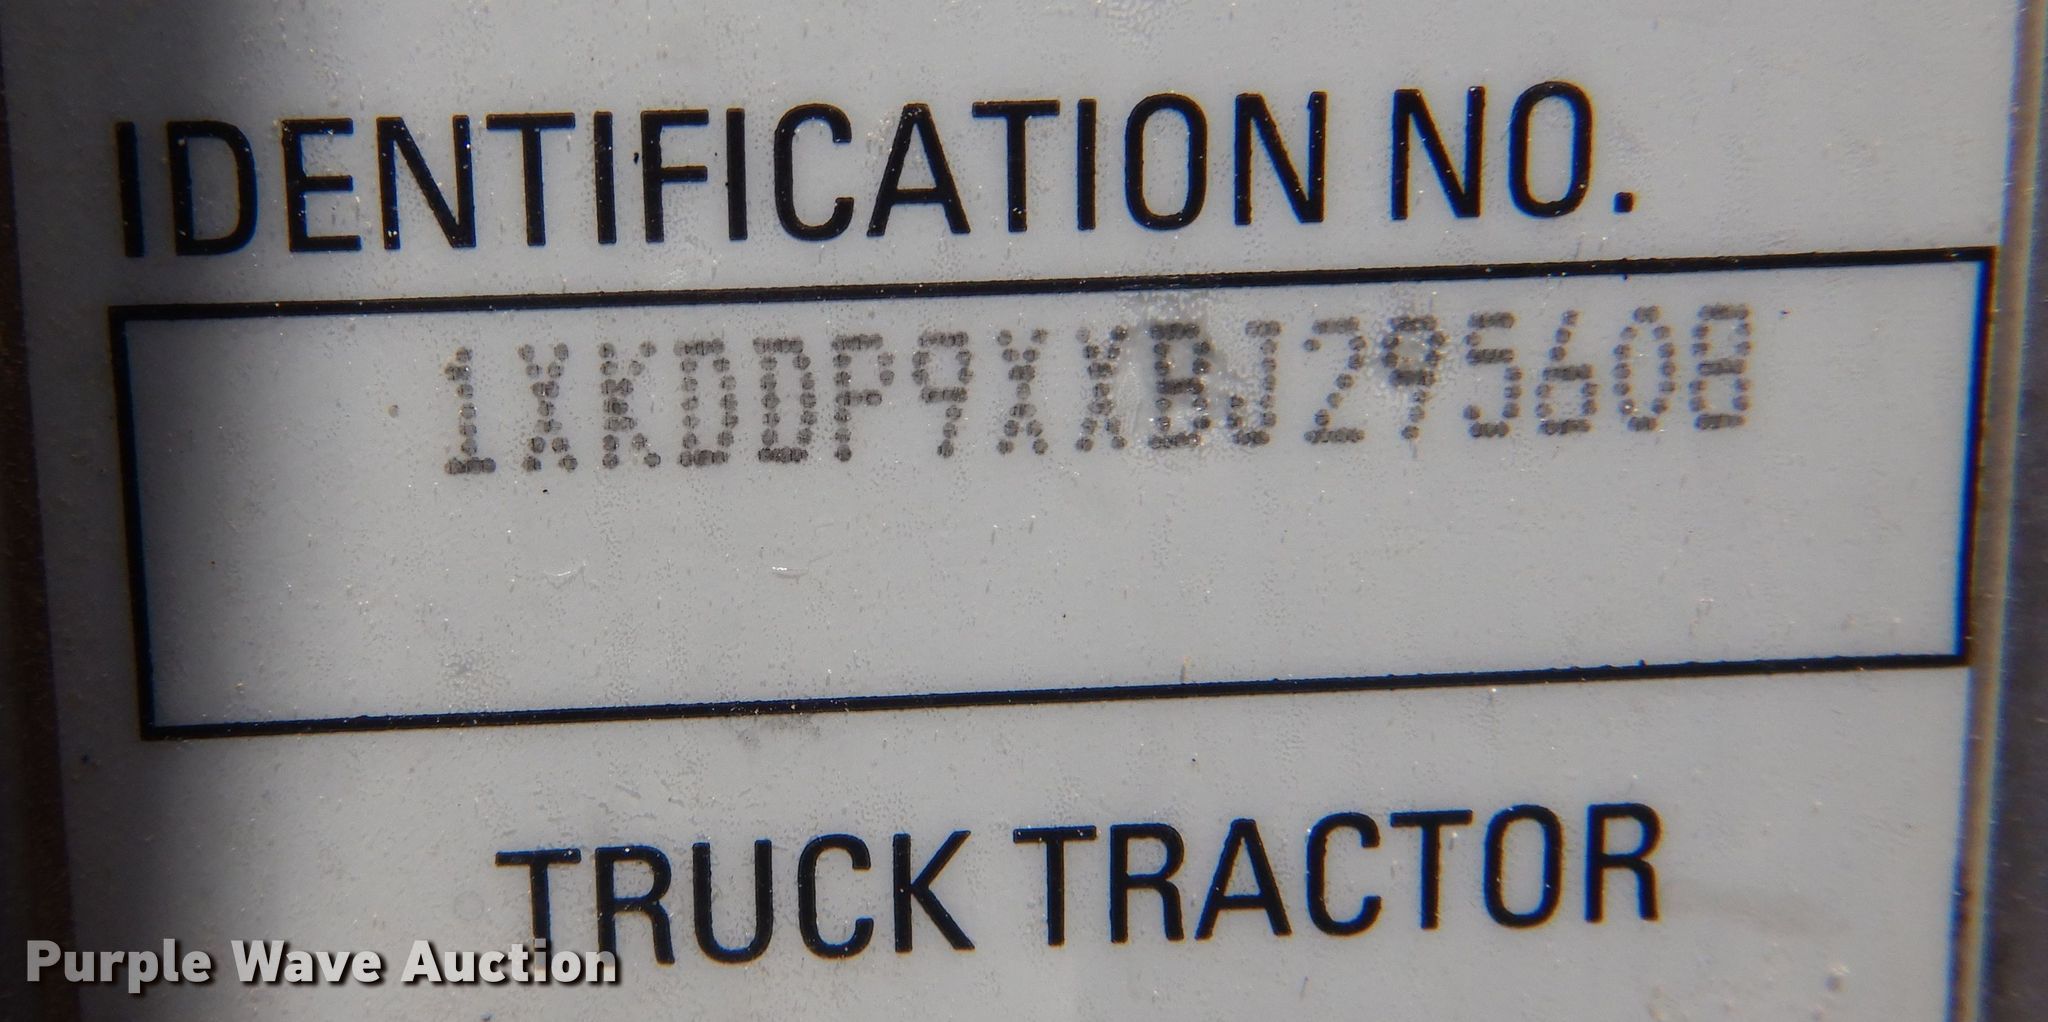 IDENTIFICATION NO.
1XKDDP9XXBJ295608
TRUCK TRACTOR
Purple Wave Auction